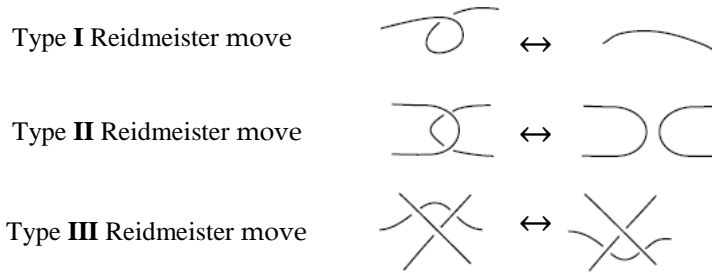 Type I Reidmeister move
Type II Reidmeister move
Type III Reidmeister move